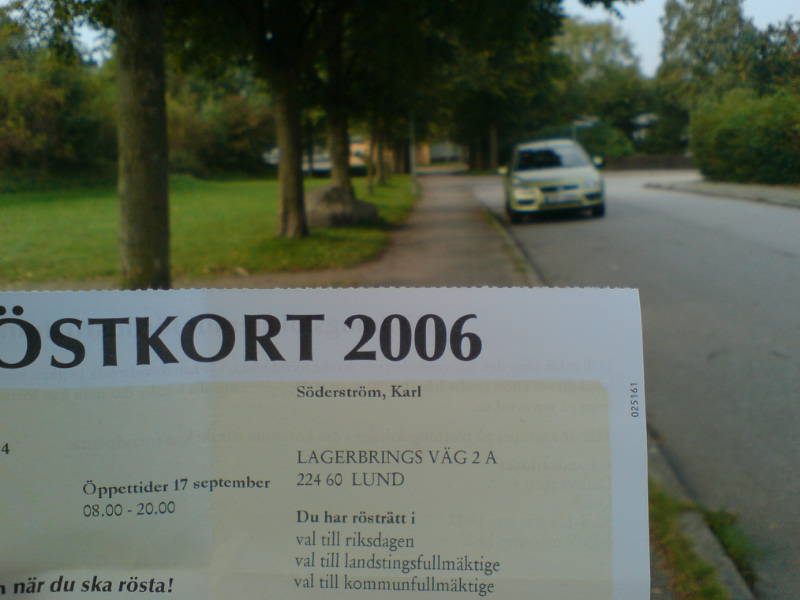 ÖSTKORT 2006
Söderström, Karl
025161
4
LAGERBRINGS VÄG 2 A
224 60 LUND
Öppettider 17 september
08.00 - 20.00
Du har rösträtt i
val till riksdagen
val till landstingsfullmäktige
val till kommunfullmäktige
n när du ska rösta!